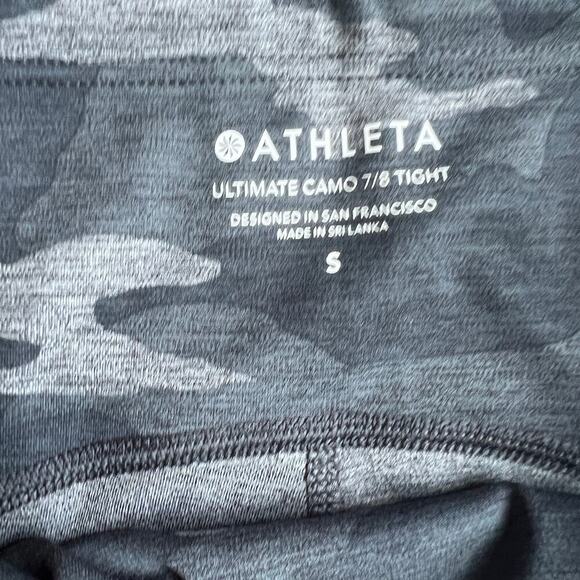 ATHLETA
ULTIMATE CAMO 7/8 TIGHT
DESIGNED IN SAN FRANCISCO
MADE IN SRI LANKA
S